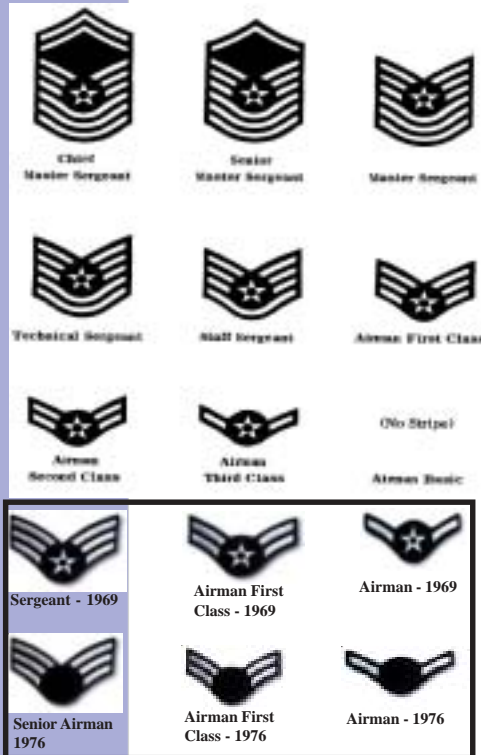 Chief
Master Sergeant
Senior
Master Sergeant
Master Sergeant
Technical Sergeant
Staff Sergeant
Airman First Class
Airman
Second Class
Airman
Third Class
(No Stripe)
Airman Basic
Sergeant - 1969
Airman First
Class - 1969
Airman - 1969
Senior Airman
1976
Airman First
Class - 1976
Airman - 1976